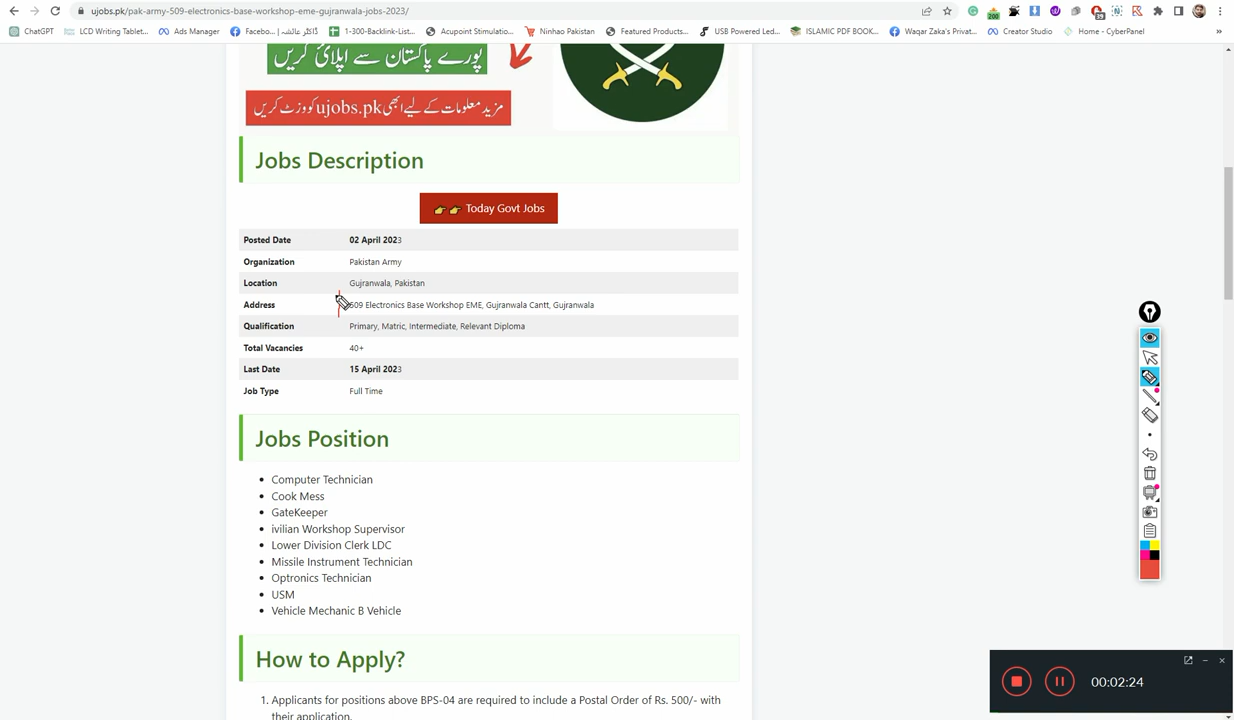 ujobs.pk/pak-army-509-electronics-base-workshop-eme-gujranwala-jobs-2023/
ChatGPT LCD Writing Tablet... Ads Manager Facebo... | ڈاکٹر عائشہ 1-300-Backlink-List... Acupoint Stimulatio... Ninhao Pakistan Featured Products... USB Powered Led... ISLAMIC PDF BOOK... Waqar Zaka's Privat... Creator Studio Home - CyberPanel »
200
39
پورے پاکستان سے اپلائی کریں
مزید معلومات کے لیے ابھی ujobs.pk کو وزٹ کریں
Jobs Description
👉 👉 Today Govt Jobs
Posted Date 02 April 2023
Organization Pakistan Army
Location Gujranwala, Pakistan
Address 509 Electronics Base Workshop EME, Gujranwala Cantt, Gujranwala
Qualification Primary, Matric, Intermediate, Relevant Diploma
Total Vacancies 40+
Last Date 15 April 2023
Job Type Full Time
Jobs Position
• Computer Technician
• Cook Mess
• GateKeeper
• ivilian Workshop Supervisor
• Lower Division Clerk LDC
• Missile Instrument Technician
• Optronics Technician
• USM
• Vehicle Mechanic B Vehicle
How to Apply?
1. Applicants for positions above BPS-04 are required to include a Postal Order of Rs. 500/- with
their application.
00:02:24